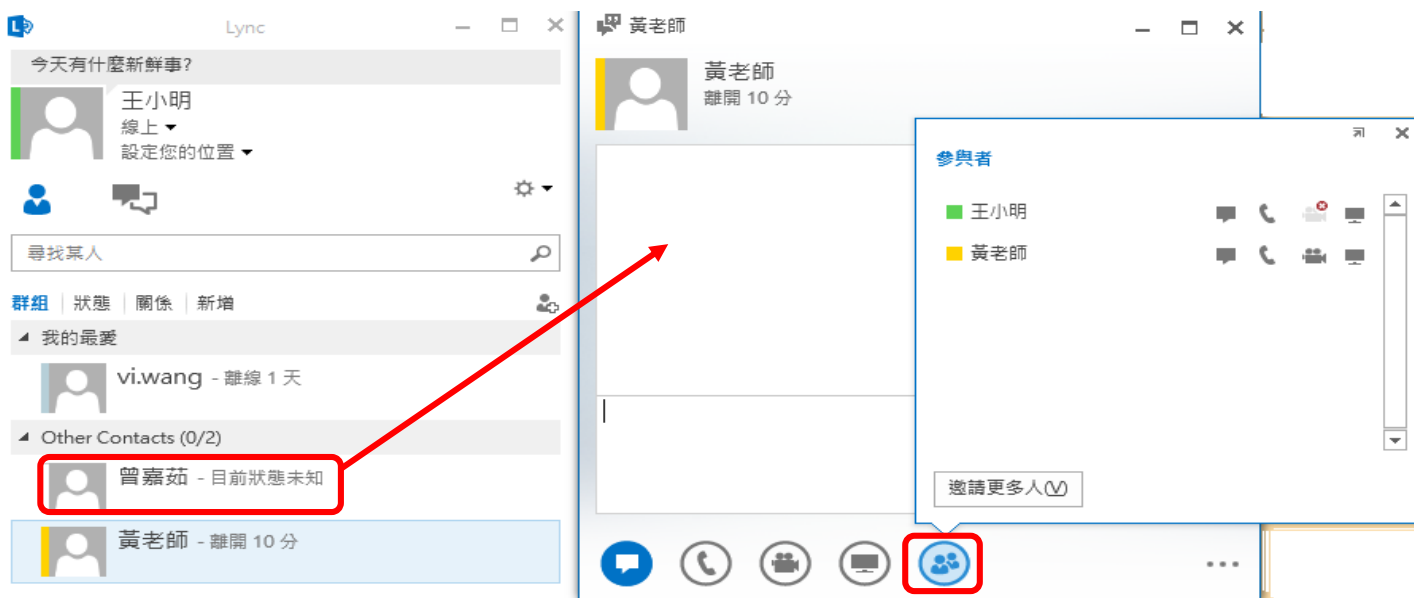 Lync
今天有什麼新鮮事?
王小明
線上
設定您的位置
尋找某人
群組 狀態 關係 新增
我的最愛
vi.wang - 離線 1 天
Other Contacts (0/2)
曾嘉茹 - 目前狀態未知
黃老師 - 離開 10 分
黃老師
黃老師
離開 10 分
參與者
王小明
黃老師
邀請更多人(V)